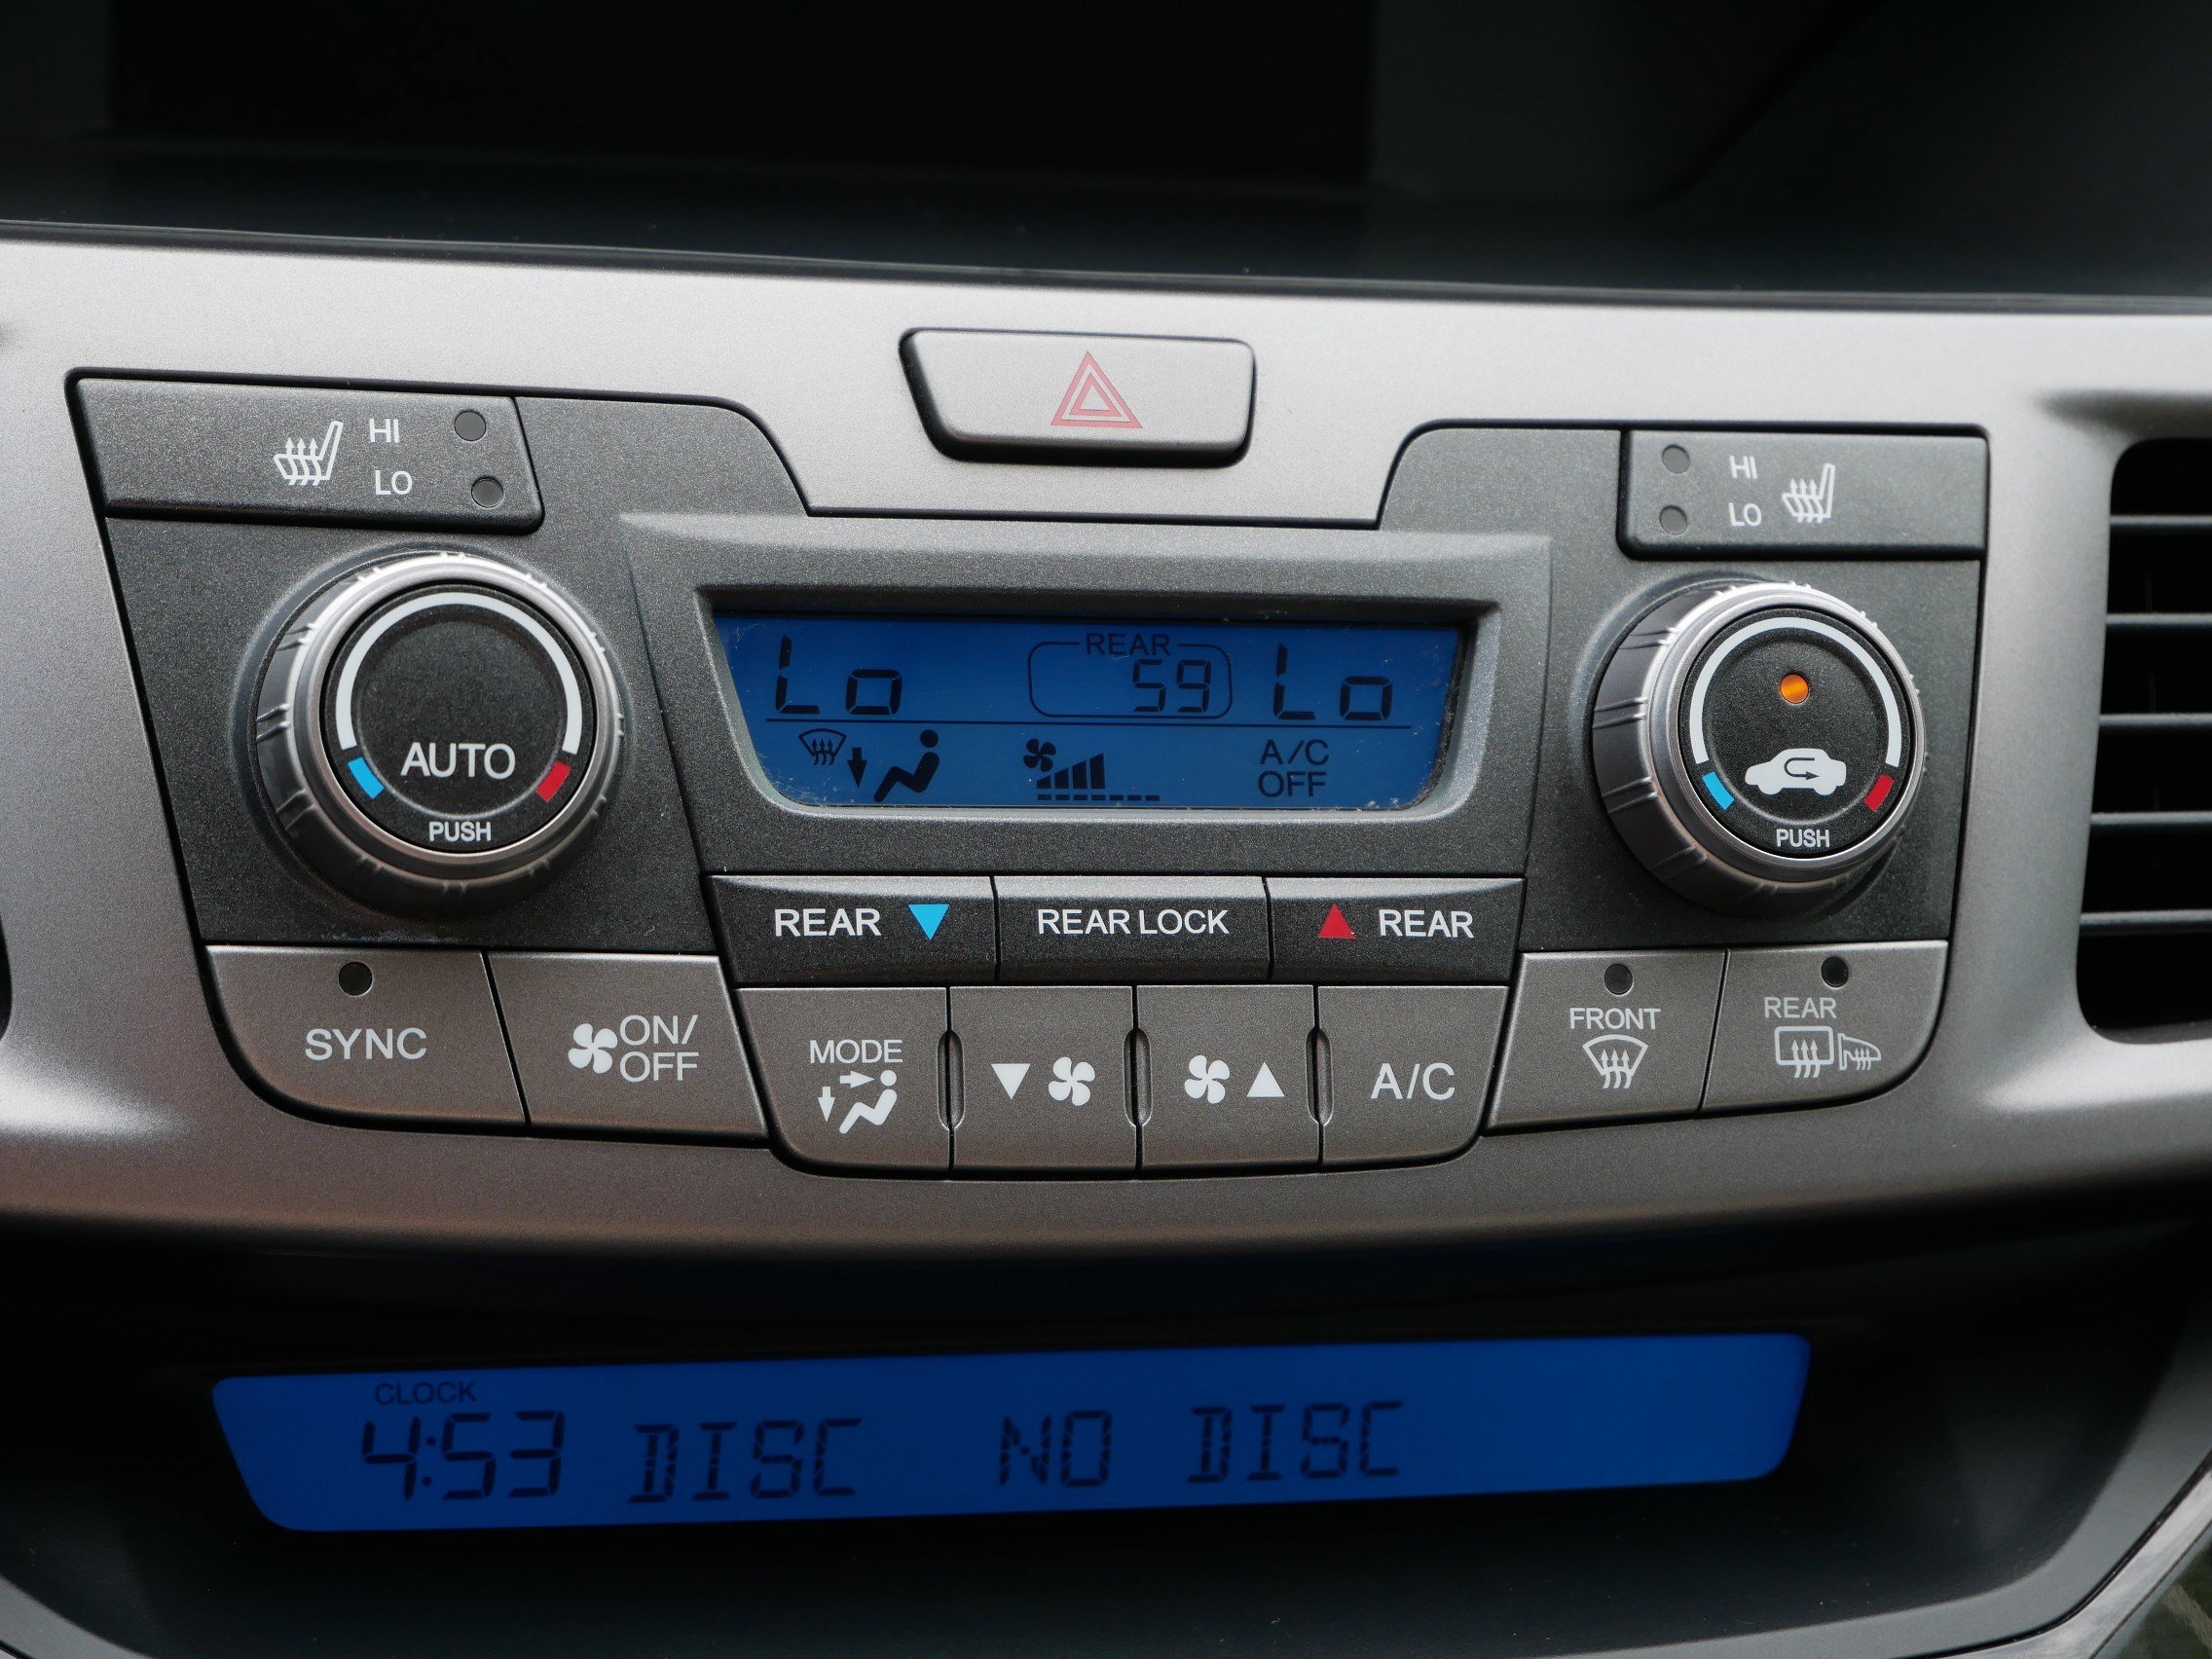 HI
LO
HI
LO
AUTO
PUSH
REAR
Lo 59 Lo
A/C
OFF
PUSH
REAR
REAR LOCK
REAR
SYNC
ON/
OFF
MODE
A/C
FRONT
REAR
CLOCK
4:53 DISC NO DISC